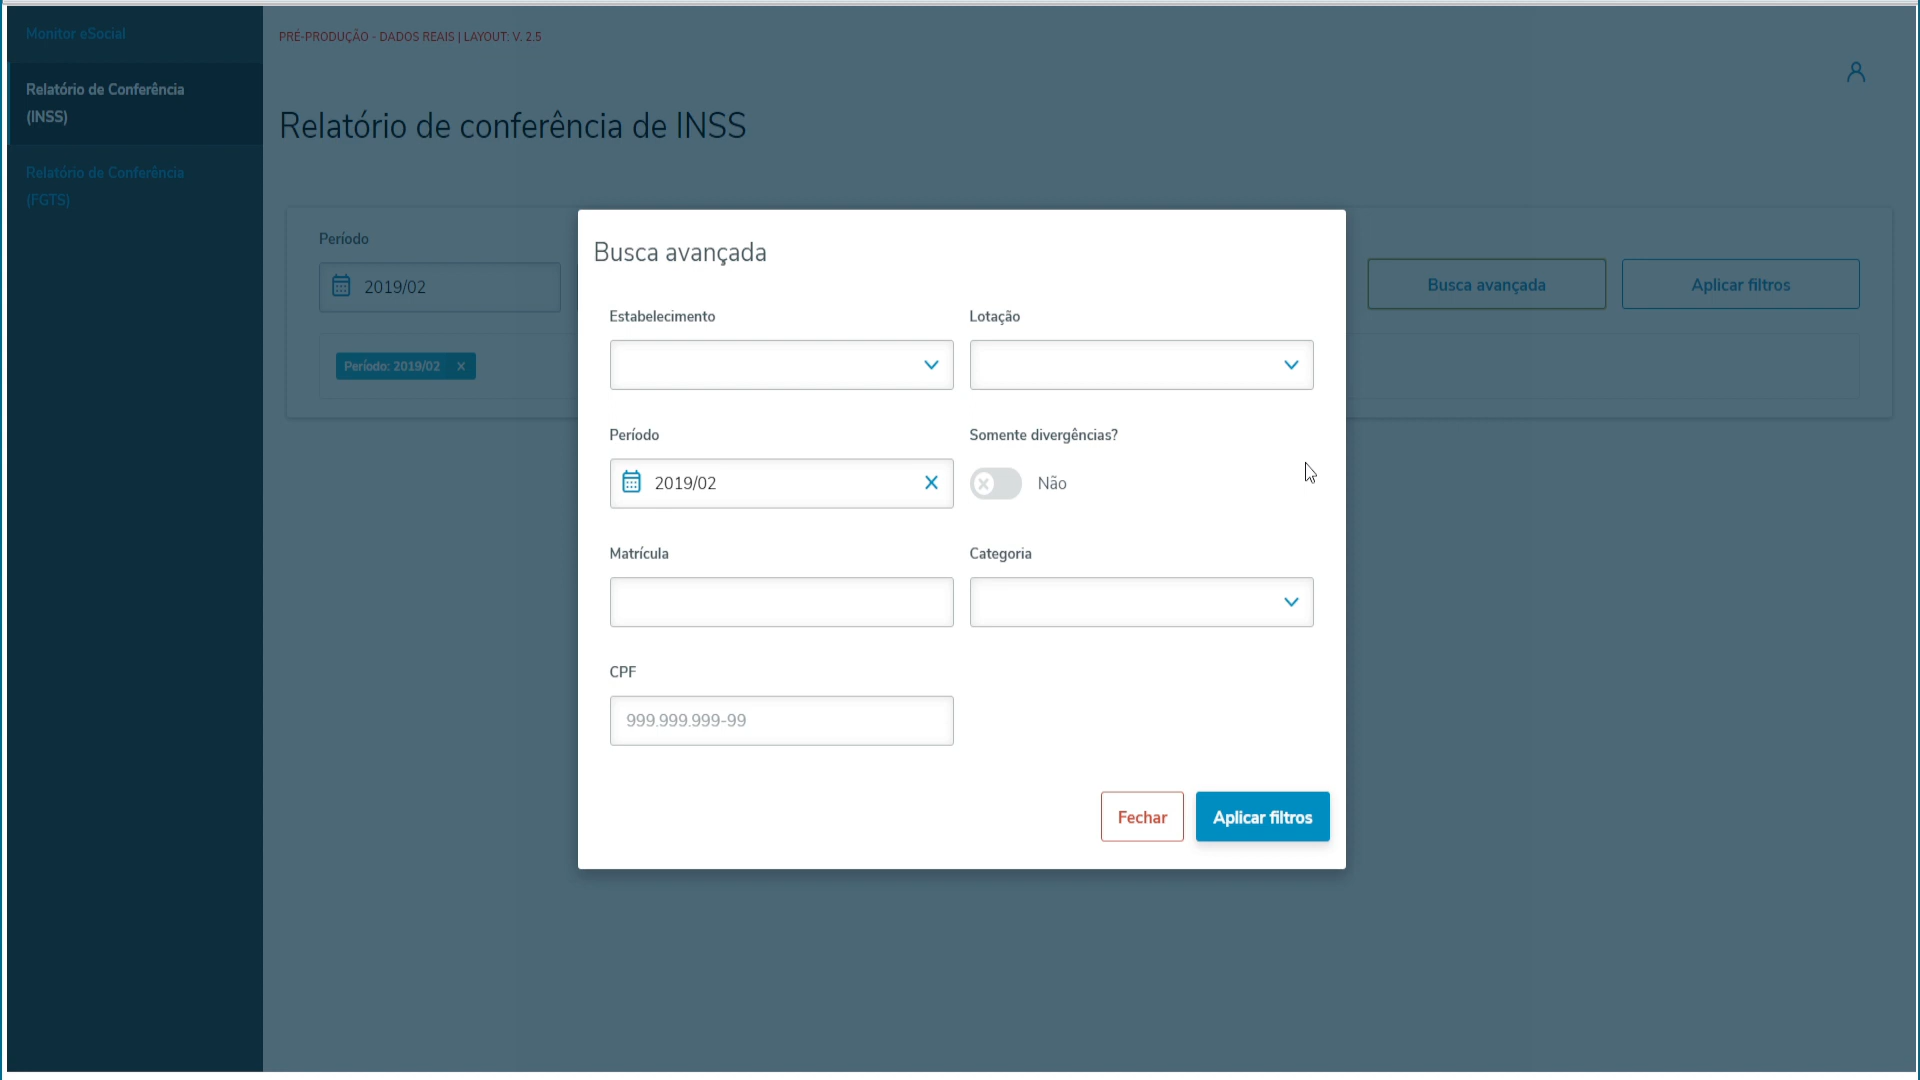 Monitor eSocial
PRÉ-PRODUÇÃO - DADOS REAIS | LAYOUT: V. 2.5
Relatório de Conferência
(INSS)
Relatório de conferência de INSS
Relatório de Conferência
(FGTS)
Período
2019/02
Busca avançada
Aplicar filtros
Período: 2019/02
Busca avançada
Estabelecimento
Lotação
Período
Somente divergências?
2019/02
Não
Matrícula
Categoria
CPF
999.999.999-99
Fechar
Aplicar filtros